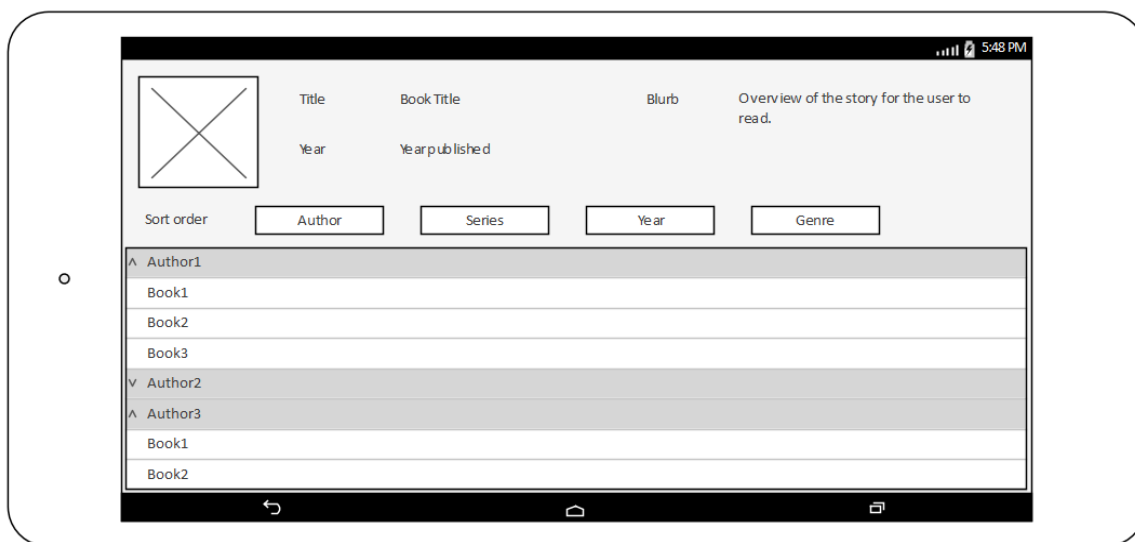 5:48 PM
Title Book Title Blurb Overview of the story for the user to
read.
Year Year published
Sort order Author Series Year Genre
^ Author1
Book1
Book2
Book3
v Author2
^ Author3
Book1
Book2